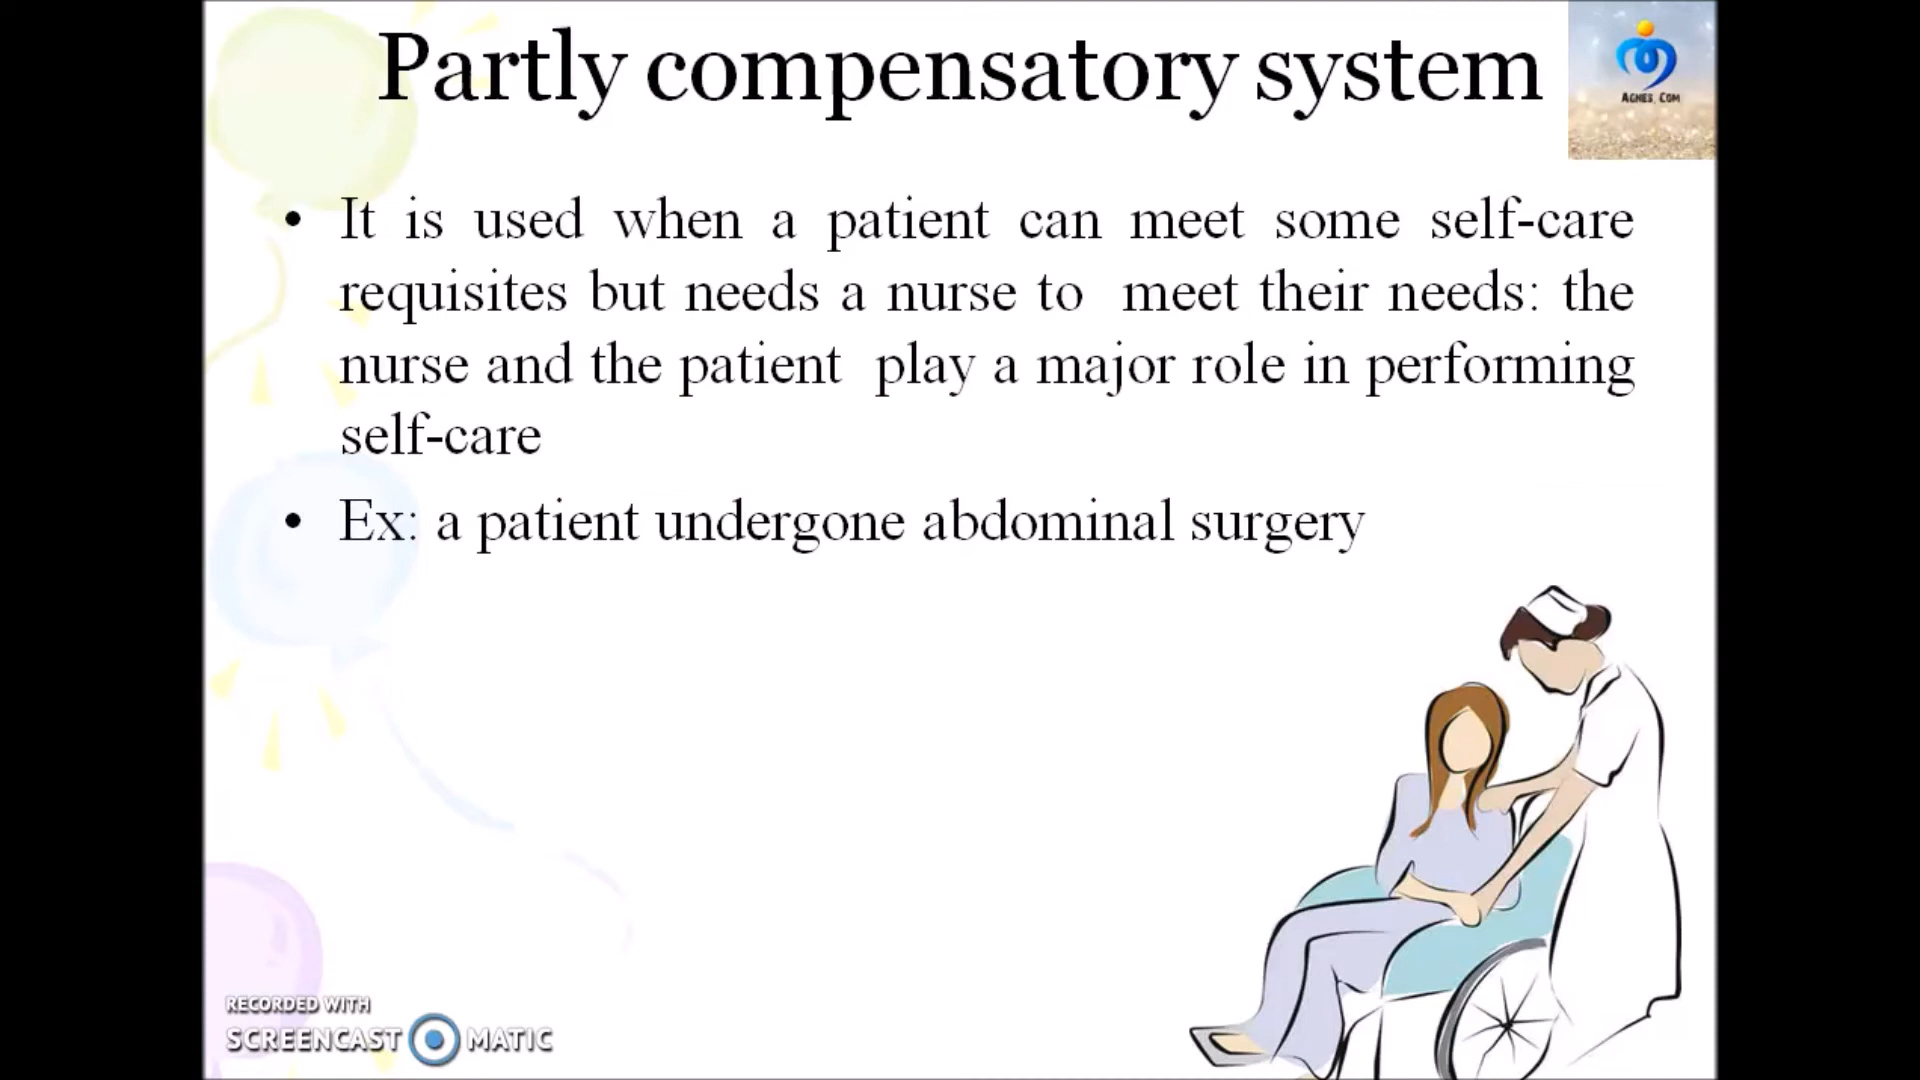 Partly compensatory system
AGNES. COM
• It is used when a patient can meet some self-care
requisites but needs a nurse to meet their needs: the
nurse and the patient play a major role in performing
self-care
• Ex: a patient undergone abdominal surgery
RECORDED WITH
SCREENCAST MATIC